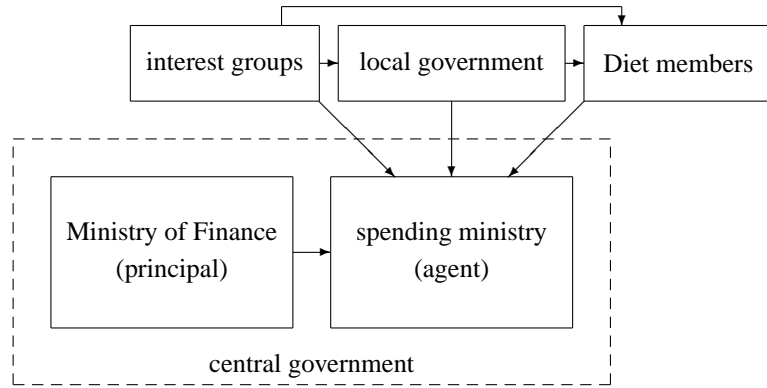 interest groups
local government
Diet members
Ministry of Finance
(principal)
spending ministry
(agent)
central government